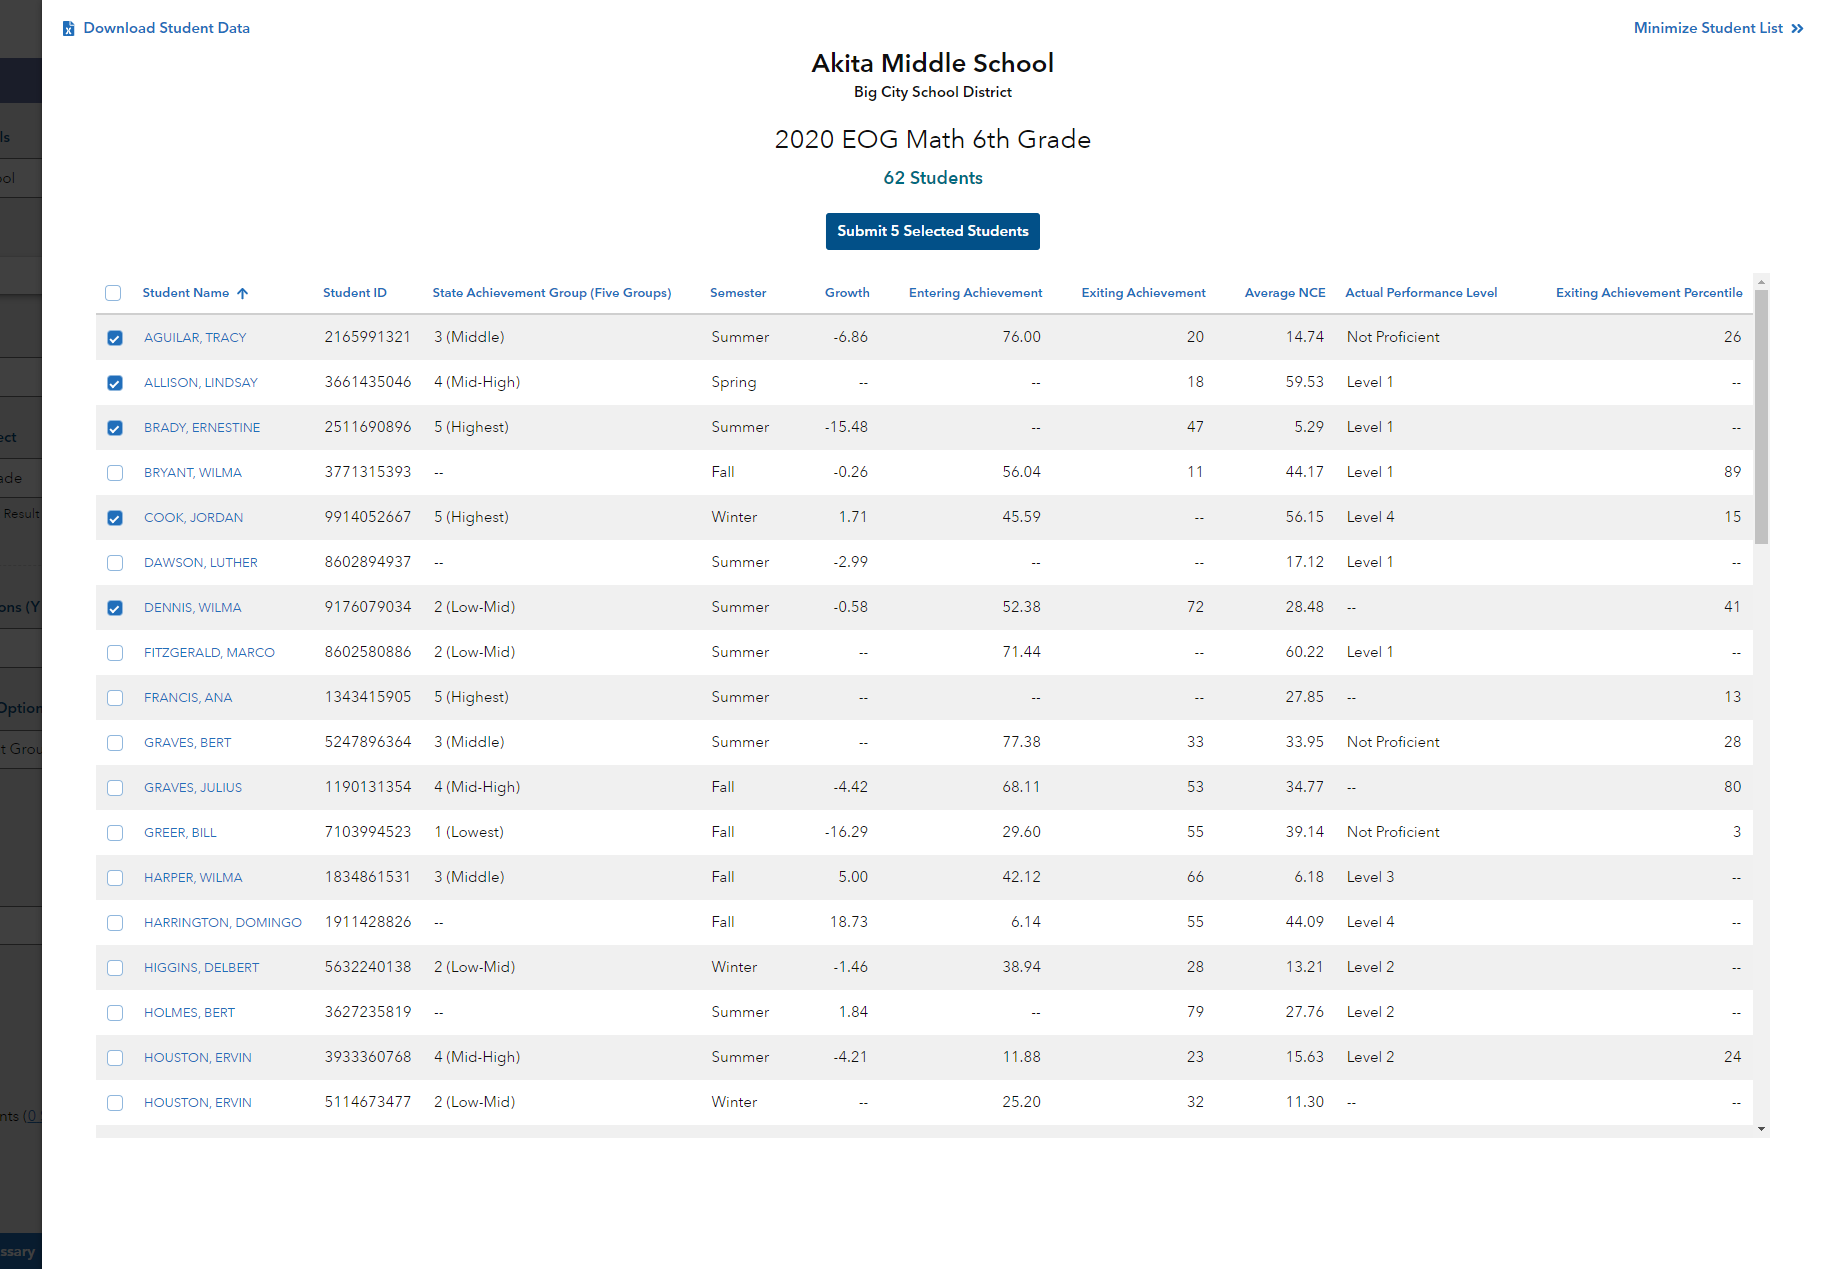 Download Student Data
Minimize Student List
Akita Middle School
Big City School District
2020 EOG Math 6th Grade
62 Students
Submit 5 Selected Students
Student Name Student ID State Achievement Group (Five Groups) Semester Growth Entering Achievement Exiting Achievement Average NCE Actual Performance Level Exiting Achievement Percentile
AGUILAR, TRACY 2165991321 3 (Middle) Summer -6.86 76.00 20 14.74 Not Proficient 26
ALLISON, LINDSAY 3661435046 4 (Mid-High) Spring -- -- 18 59.53 Level 1 --
BRADY, ERNESTINE 2511690896 5 (Highest) Summer -15.48 -- 47 5.29 Level 1 --
BRYANT, WILMA 3771315393 -- Fall -0.26 56.04 11 44.17 Level 1 89
COOK, JORDAN 9914052667 5 (Highest) Winter 1.71 45.59 -- 56.15 Level 4 15
DAWSON, LUTHER 8602894937 -- Summer -2.99 -- -- 17.12 Level 1 --
DENNIS, WILMA 9176079034 2 (Low-Mid) Summer -0.58 52.38 72 28.48 -- 41
FITZGERALD, MARCO 8602580886 2 (Low-Mid) Summer -- 71.44 -- 60.22 Level 1 --
FRANCIS, ANA 1343415905 5 (Highest) Summer -- -- -- 27.85 -- 13
GRAVES, BERT 5247896364 3 (Middle) Summer -- 77.38 33 33.95 Not Proficient 28
GRAVES, JULIUS 1190131354 4 (Mid-High) Fall -4.42 68.11 53 34.77 -- 80
GREER, BILL 7103994523 1 (Lowest) Fall -16.29 29.60 55 39.14 Not Proficient 3
HARPER, WILMA 1834861531 3 (Middle) Fall 5.00 42.12 66 6.18 Level 3 --
HARRINGTON, DOMINGO 1911428826 -- Fall 18.73 6.14 55 44.09 Level 4 --
HIGGINS, DELBERT 5632240138 2 (Low-Mid) Winter -1.46 38.94 28 13.21 Level 2 --
HOLMES, BERT 3627235819 -- Summer 1.84 -- 79 27.76 Level 2 --
HOUSTON, ERVIN 3933360768 4 (Mid-High) Summer -4.21 11.88 23 15.63 Level 2 24
HOUSTON, ERVIN 5114673477 2 (Low-Mid) Winter -- 25.20 32 11.30 -- --
Result